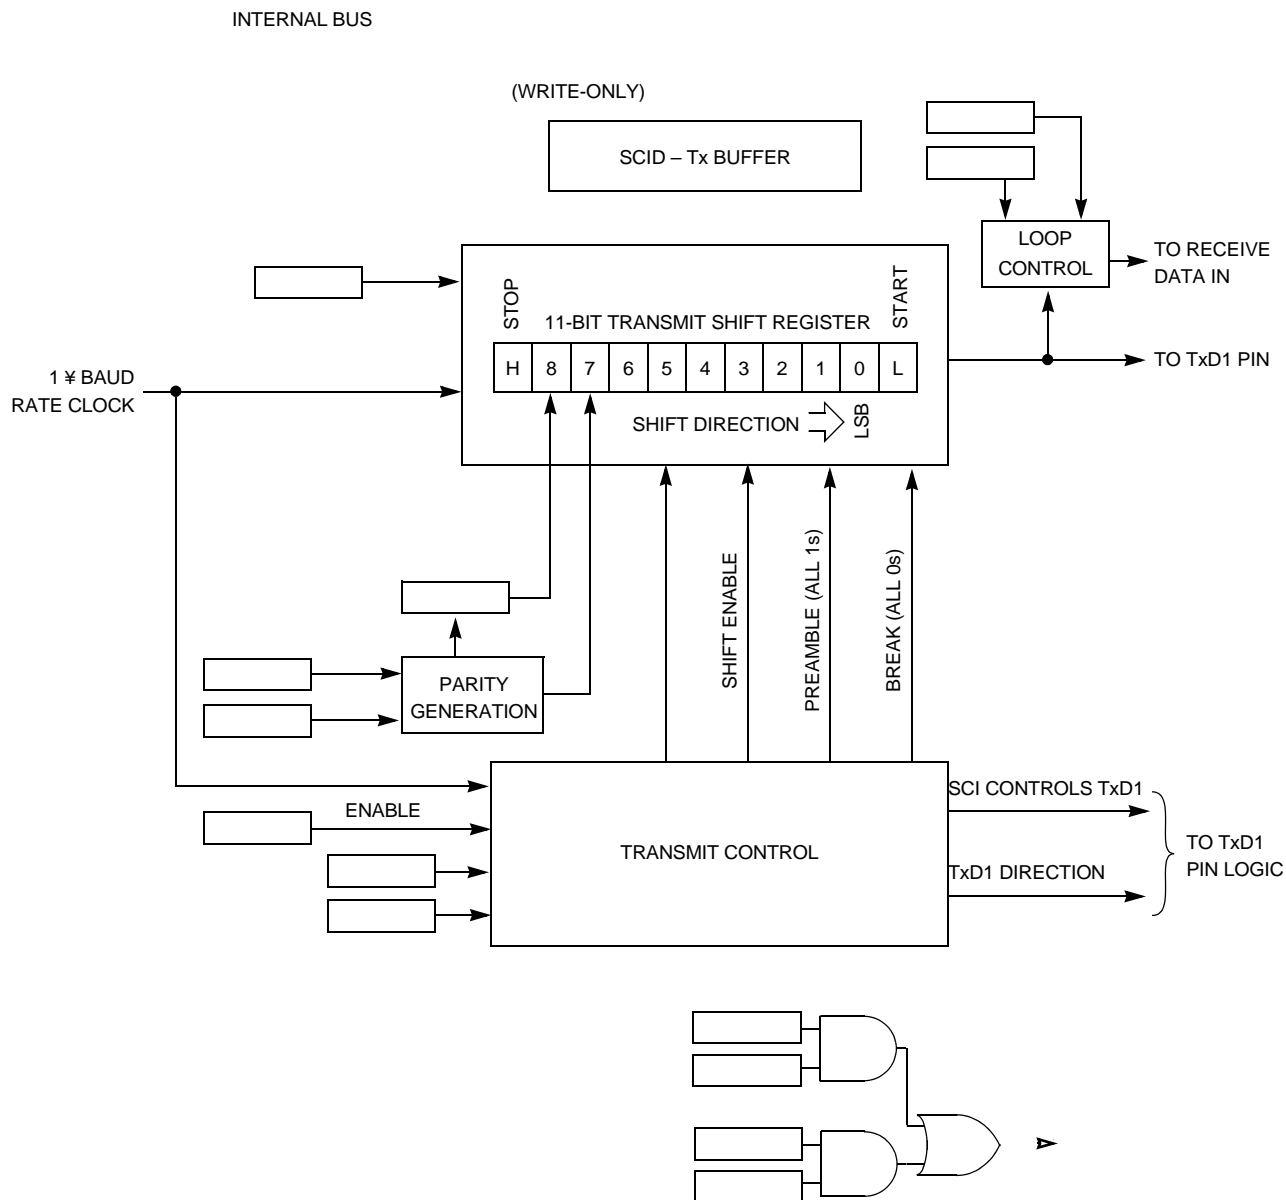 INTERNAL BUS
(WRITE-ONLY)
SCID – Tx BUFFER
LOOP
CONTROL
TO RECEIVE
DATA IN
STOP
11-BIT TRANSMIT SHIFT REGISTER
START
H 8 7 6 5 4 3 2 1 0 L
TO TxD1 PIN
1 ¥ BAUD
RATE CLOCK
SHIFT DIRECTION
LSB
SHIFT ENABLE
PREAMBLE (ALL 1s)
BREAK (ALL 0s)
PARITY
GENERATION
SCI CONTROLS TxD1
ENABLE
TRANSMIT CONTROL
TO TxD1
PIN LOGIC
TxD1 DIRECTION